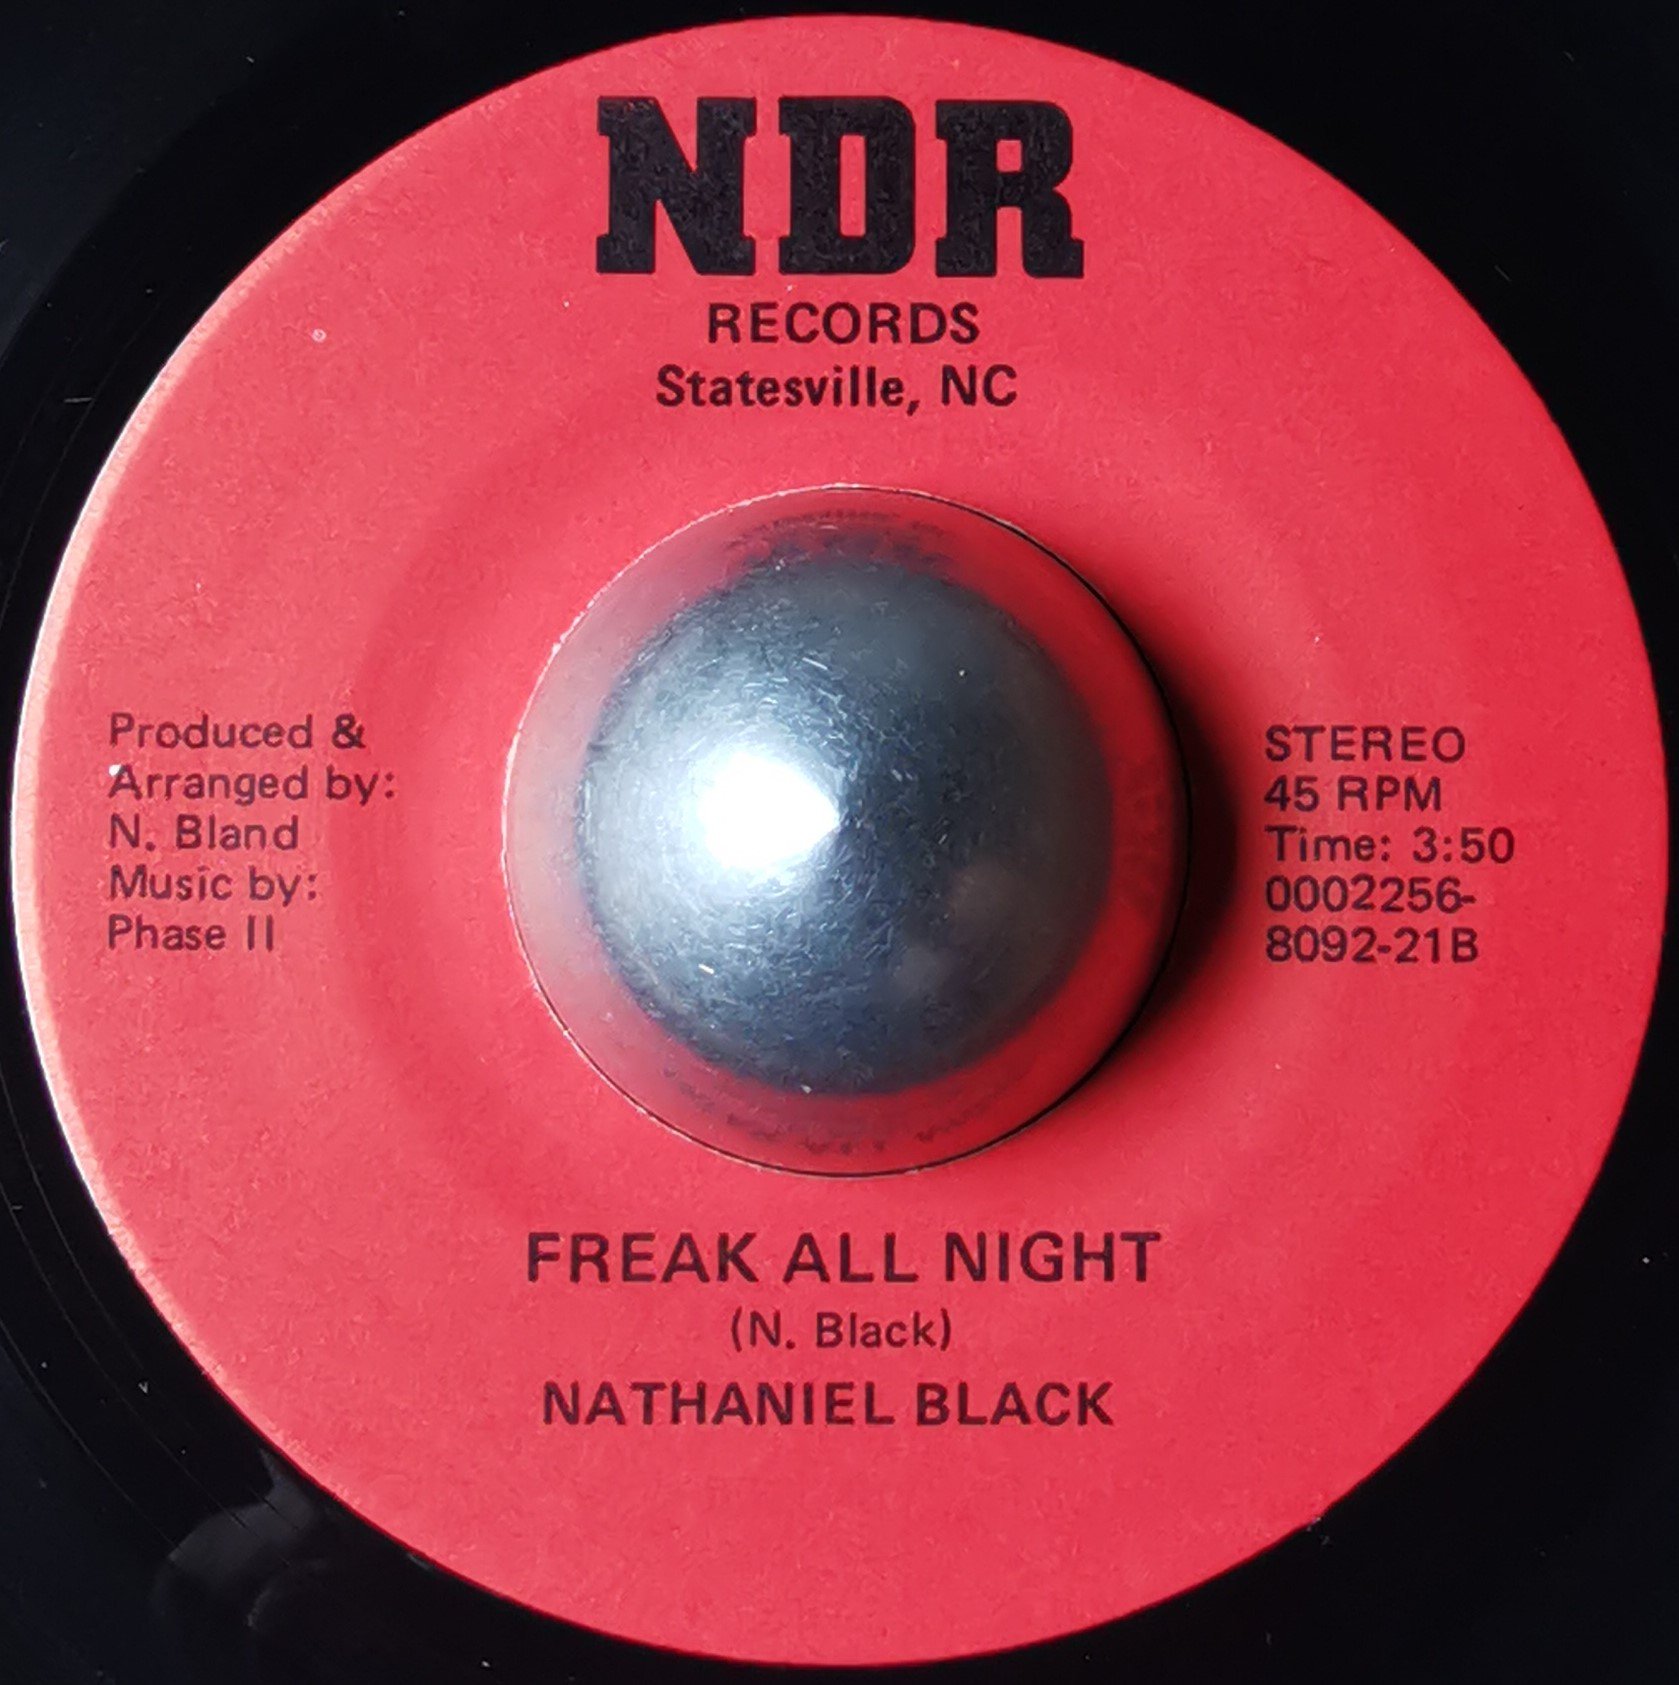 NDR
RECORDS
Statesville, NC
Produced &
Arranged by:
N. Bland
Music by:
Phase II
STEREO
45 RPM
Time: 3:50
0002256-
8092-21B
FREAK ALL NIGHT
(N. Black)
NATHANIEL BLACK